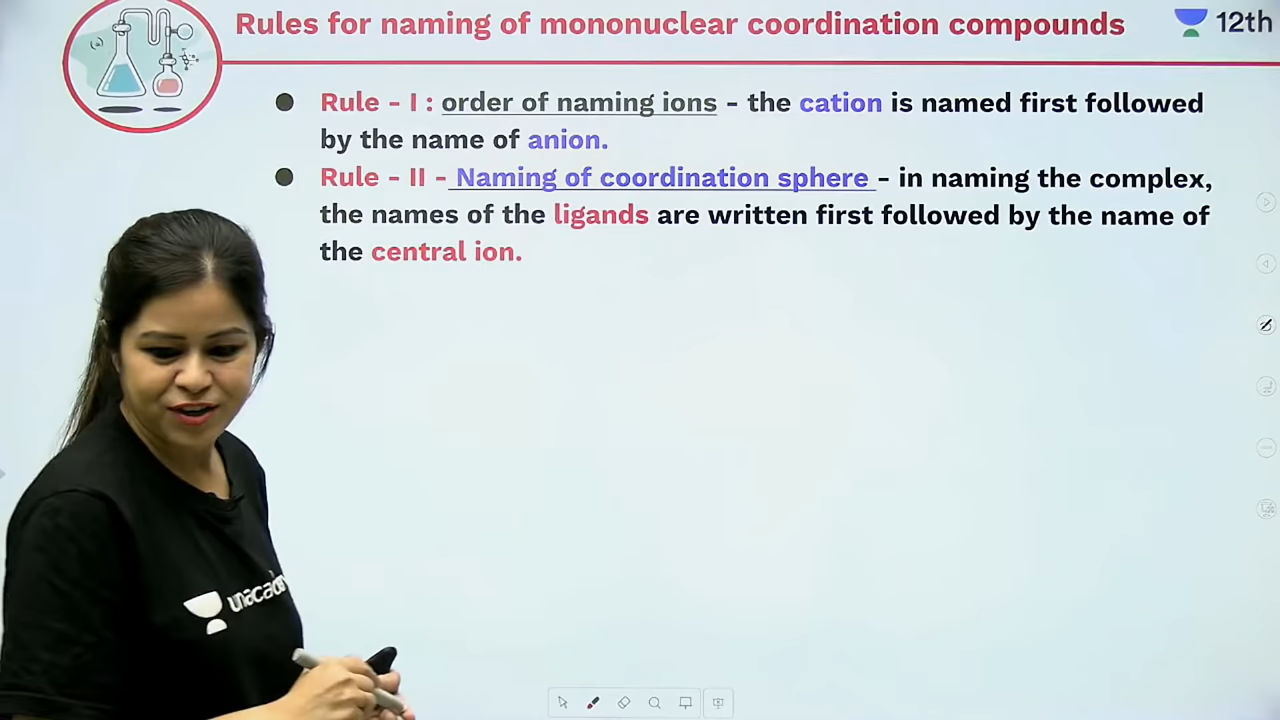 Rules for naming of mononuclear coordination compounds
12th
Rule - I : order of naming ions - the cation is named first followed
by the name of anion.
Rule - II - Naming of coordination sphere - in naming the complex,
the names of the ligands are written first followed by the name of
the central ion.
unacademy